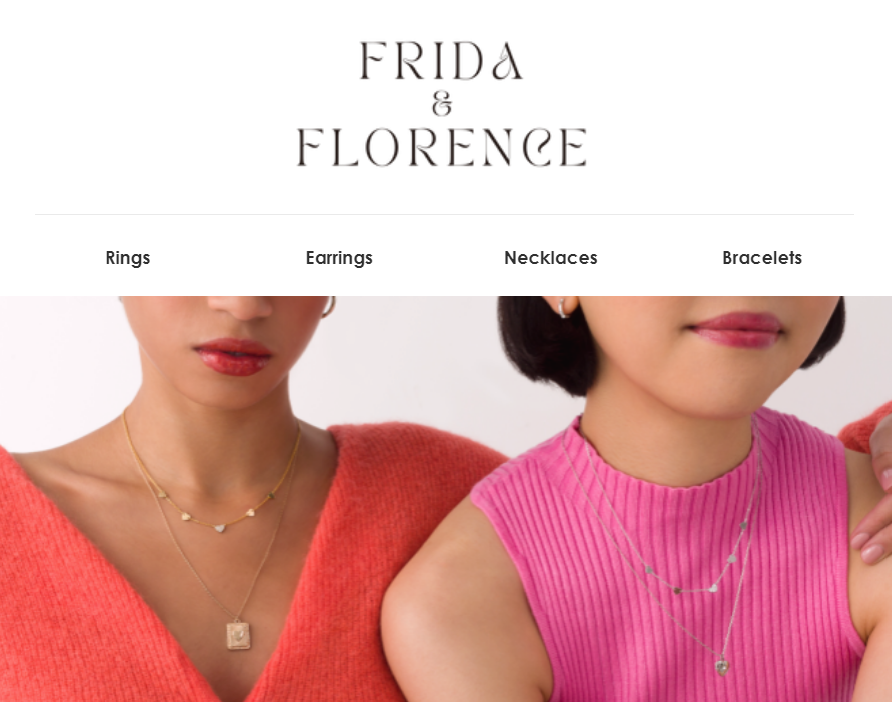 FRIDA
&
FLORENCE
Rings Earrings Necklaces Bracelets